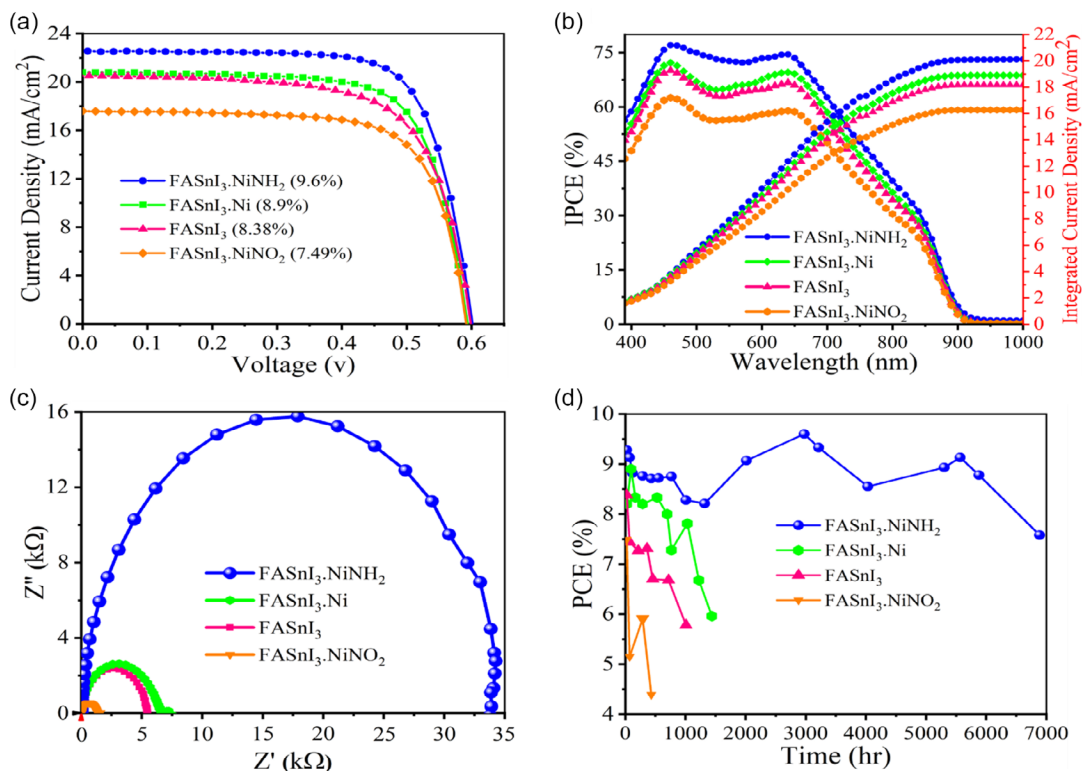 (a)
Current Density (mA/cm²)
24
20
16
12
8
4
0
FASnI₃.NiNH₂ (9.6%)
FASnI₃.Ni (8.9%)
FASnI₃ (8.38%)
FASnI₃.NiNO₂ (7.49%)
0.0 0.1 0.2 0.3 0.4 0.5 0.6
Voltage (v)
(b)
IPCE (%)
75
60
45
30
15
0
FASnI₃.NiNH₂
FASnI₃.Ni
FASnI₃
FASnI₃.NiNO₂
22
20
18
16
14
12
10
8
6
4
2
0
Integrated Current Density (mA/cm²)
400 500 600 700 800 900 1000
Wavelength (nm)
(c)
Z" (kΩ)
16
12
8
4
0
FASnI₃.NiNH₂
FASnI₃.Ni
FASnI₃
FASnI₃.NiNO₂
0 5 10 15 20 25 30 35
Z' (kΩ)
(d)
PCE (%)
10
9
8
7
6
5
4
FASnI₃.NiNH₂
FASnI₃.Ni
FASnI₃
FASnI₃.NiNO₂
0 1000 2000 3000 4000 5000 6000 7000
Time (hr)